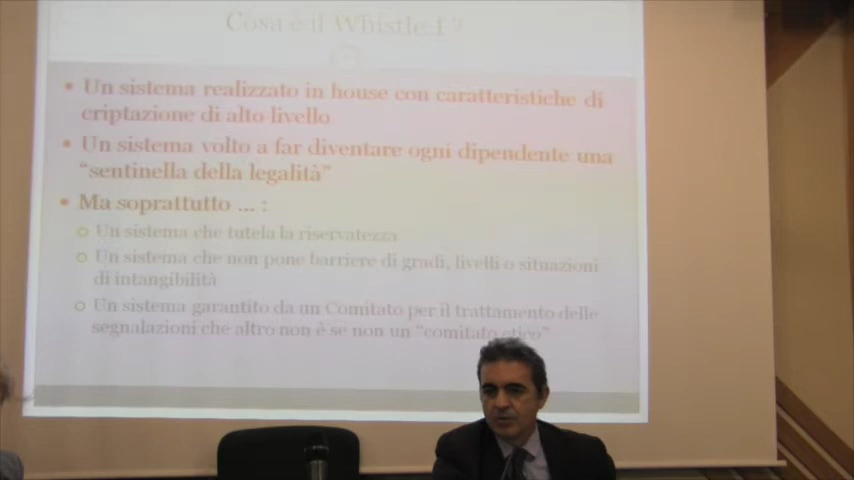 Cosa è il Whistle.f ?
• Un sistema realizzato in house con caratteristiche di
criptazione di alto livello
• Un sistema volto a far diventare ogni dipendente una
“sentinella della legalità”
• Ma soprattutto ... :
o Un sistema che tutela la riservatezza
o Un sistema che non pone barriere di gradi, livelli o situazioni
di intangibilità
o Un sistema garantito da un Comitato per il trattamento delle
segnalazioni che altro non è se non un “comitato etico”